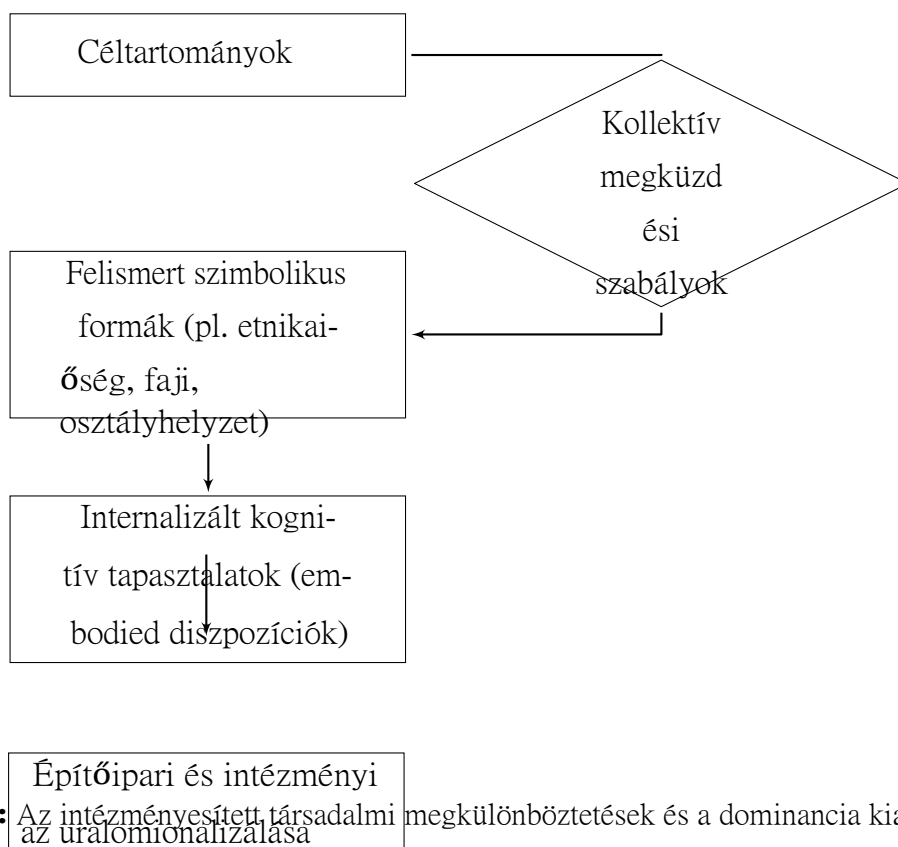 Céltartományok
Kollektív
megküzd
ési
szabályok
Felismert szimbolikus
formák (pl. etnikai-
őség, faji,
osztályhelyzet)
Internalizált kogni-
tív tapasztalatok (em-
bodied diszpozíciók)
Építőipari és intézményi
: Az intézményesített társadalmi megkülönböztetések és a dominancia kia
az uralomionalizálása